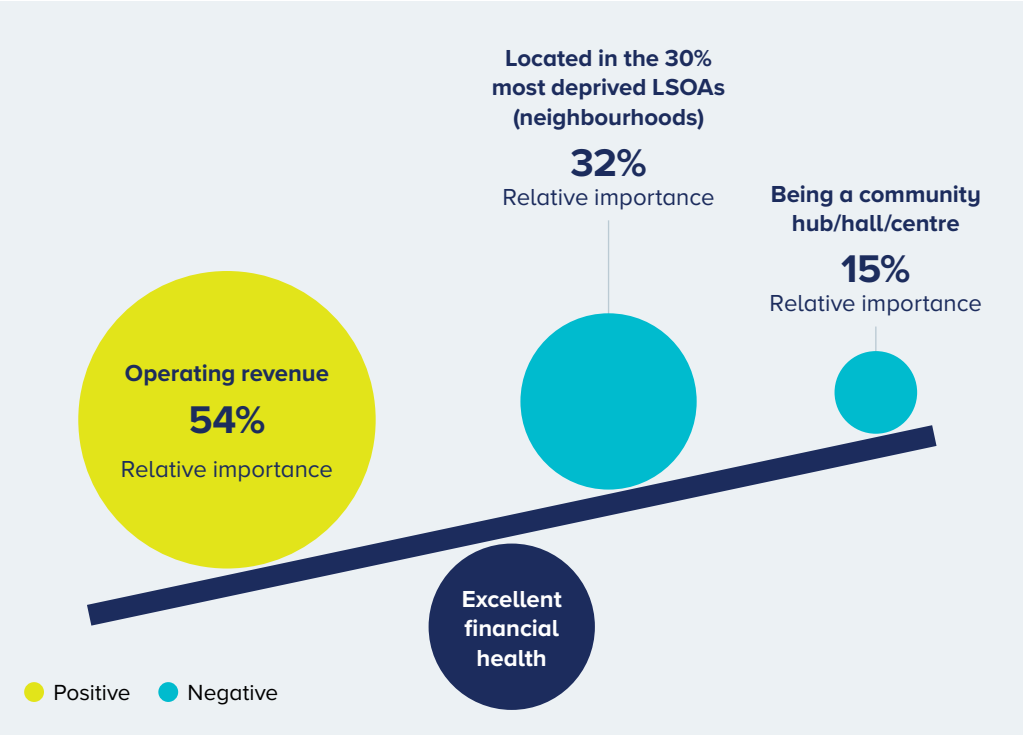 Located in the 30%
most deprived LSOAs
(neighbourhoods)
32%
Relative importance
Being a community
hub/hall/centre
15%
Relative importance
Operating revenue
54%
Relative importance
Excellent
financial
health
Positive
Negative